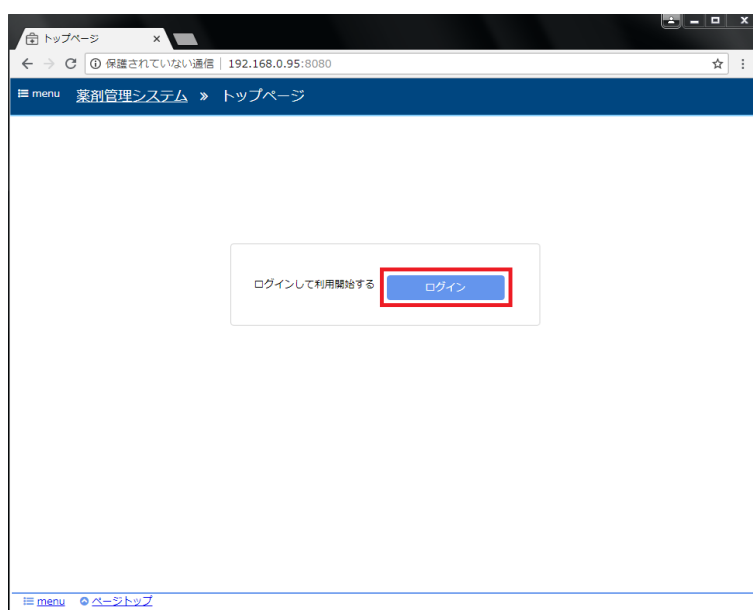 トップページ
保護されていない通信 | 192.168.0.95:8080
menu 薬剤管理システム » トップページ
ログインして利用開始する ログイン
menu ページトップ